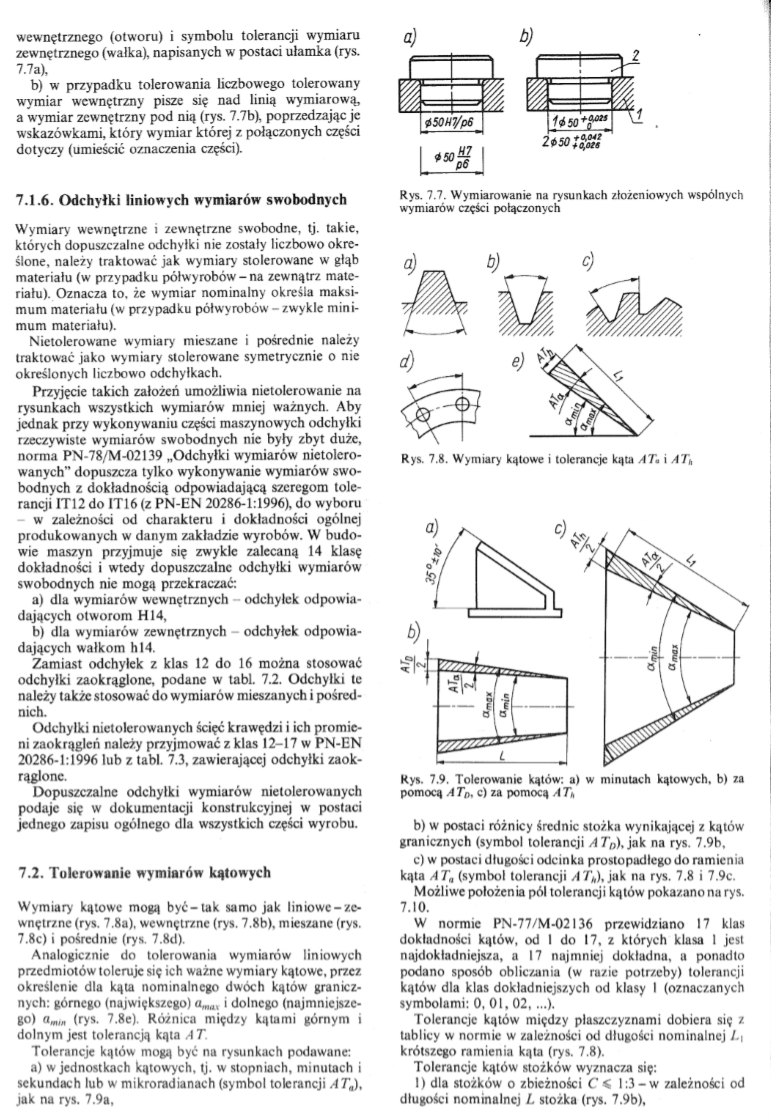 wewnętrznego (otworu) i symbolu tolerancji wymiaru
zewnętrznego (wałka), napisanych w postaci ułamka (rys.
7.7a),
b) w przypadku tolerowania liczbowego tolerowany
wymiar wewnętrzny pisze się nad linią wymiarową,
a wymiar zewnętrzny pod nią (rys. 7.7b), poprzedzając je
wskazówkami, który wymiar której z połączonych części
dotyczy (umieścić oznaczenia części).
7.1.6. Odchyłki liniowych wymiarów swobodnych
Wymiary wewnętrzne i zewnętrzne swobodne, tj. takie,
których dopuszczalne odchyłki nie zostały liczbowo okre-
ślone, należy traktować jak wymiary stolerowane w głąb
materiału (w przypadku półwyrobów – na zewnątrz mate-
riału). Oznacza to, że wymiar nominalny określa maksi-
mum materiału (w przypadku półwyrobów – zwykle mini-
mum materiału).
Nietolerowane wymiary mieszane i pośrednie należy
traktować jako wymiary stolerowane symetrycznie o nie
określonych liczbowo odchyłkach.
Przyjęcie takich założeń umożliwia nietolerowanie na
rysunkach wszystkich wymiarów mniej ważnych. Aby
jednak przy wykonywaniu części maszynowych odchyłki
rzeczywiste wymiarów swobodnych nie były zbyt duże,
norma PN-78/M-02139 „Odchyłki wymiarów nietolero-
wanych” dopuszcza tylko wykonywanie wymiarów swo-
bodnych z dokładnością odpowiadającą szeregom tole-
rancji IT12 do IT16 (z PN-EN 20286-1:1996), do wyboru
– w zależności od charakteru i dokładności ogólnej
produkowanych w danym zakładzie wyrobów. W budo-
wie maszyn przyjmuje się zwykle zalecaną 14 klasę
dokładności i wtedy dopuszczalne odchyłki wymiarów
swobodnych nie mogą przekraczać:
a) dla wymiarów wewnętrznych – odchyłek odpowia-
dających otworom H14,
b) dla wymiarów zewnętrznych – odchyłek odpowia-
dających wałkom h14.
Zamiast odchyłek z klas 12 do 16 można stosować
odchyłki zaokrąglone, podane w tabl. 7.2. Odchyłki te
należy także stosować do wymiarów mieszanych i pośred-
nich.
Odchyłki nietolerowanych ścięć krawędzi i ich promie-
ni zaokrągleń należy przyjmować z klas 12–17 w PN-EN
20286-1:1996 lub z tabl. 7.3, zawierającej odchyłki zaok-
rąglone.
Dopuszczalne odchyłki wymiarów nietolerowanych
podaje się w dokumentacji konstrukcyjnej w postaci
jednego zapisu ogólnego dla wszystkich części wyrobu.
7.2. Tolerowanie wymiarów kątowych
Wymiary kątowe mogą być – tak samo jak liniowe – ze-
wnętrzne (rys. 7.8a), wewnętrzne (rys. 7.8b), mieszane (rys.
7.8c) i pośrednie (rys. 7.8d).
Analogicznie do tolerowania wymiarów liniowych
przedmiotów toleruje się ich ważne wymiary kątowe, przez
określenie dla kąta nominalnego dwóch kątów granicz-
nych: górnego (największego) αmax i dolnego (najmniejsze-
go) αmin (rys. 7.8e). Różnica między kątami górnym i
dolnym jest tolerancją kąta AT.
Tolerancje kątów mogą być na rysunkach podawane:
a) w jednostkach kątowych, tj. w stopniach, minutach i
sekundach lub w mikroradianach (symbol tolerancji ATα),
jak na rys. 7.9a,
a) b)
2
1
ϕ50H7/p6
ϕ50 H7/p6
1ϕ50 +0,025 0
2ϕ50 +0,042 +0,026
Rys. 7.7. Wymiarowanie na rysunkach złożeniowych wspólnych
wymiarów części połączonych
a) b) c)
d) e)
ATh
L1
ATα
αmin
αmax
Rys. 7.8. Wymiary kątowe i tolerancje kąta ATα i ATh
a) c)
35°±10'
ATh/2
ATα/2
L1
αmin
αmax
b)
ATD/2
ATα/2
αmax
αmin
L
Rys. 7.9. Tolerowanie kątów: a) w minutach kątowych, b) za
pomocą ATD, c) za pomocą ATh
b) w postaci różnicy średnic stożka wynikającej z kątów
granicznych (symbol tolerancji ATD), jak na rys. 7.9b,
c) w postaci długości odcinka prostopadłego do ramienia
kąta ATα (symbol tolerancji ATh), jak na rys. 7.8 i 7.9c.
Możliwe położenia pól tolerancji kątów pokazano na rys.
7.10.
W normie PN-77/M-02136 przewidziano 17 klas
dokładności kątów, od 1 do 17, z których klasa 1 jest
najdokładniejsza, a 17 najmniej dokładna, a ponadto
podano sposób obliczania (w razie potrzeby) tolerancji
kątów dla klas dokładniejszych od klasy 1 (oznaczanych
symbolami: 0, 01, 02, ...).
Tolerancje kątów między płaszczyznami dobiera się z
tablicy w normie w zależności od długości nominalnej L1
krótszego ramienia kąta (rys. 7.8).
Tolerancje kątów stożków wyznacza się:
1) dla stożków o zbieżności C ⩽ 1:3 – w zależności od
długości nominalnej L stożka (rys. 7.9b),